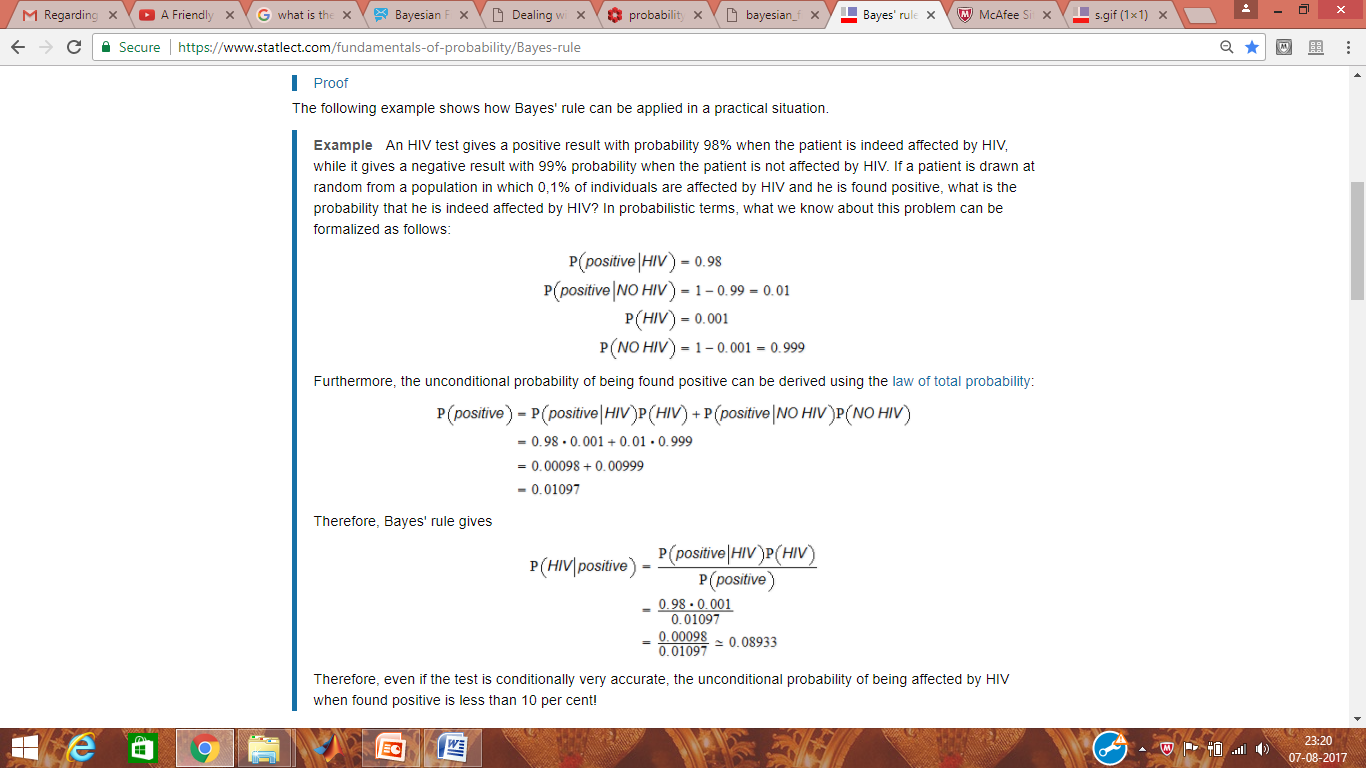 Regarding
A Friendly
what is the
Bayesian F
Dealing w
probability
bayesian_f
Bayes' rule
McAfee Si
s.gif (1×1)
Secure | https://www.statlect.com/fundamentals-of-probability/Bayes-rule
Proof
The following example shows how Bayes' rule can be applied in a practical situation.
Example An HIV test gives a positive result with probability 98% when the patient is indeed affected by HIV,
while it gives a negative result with 99% probability when the patient is not affected by HIV. If a patient is drawn at
random from a population in which 0,1% of individuals are affected by HIV and he is found positive, what is the
probability that he is indeed affected by HIV? In probabilistic terms, what we know about this problem can be
formalized as follows:
P(positive|HIV) = 0.98
P(positive|NO HIV) = 1 − 0.99 = 0.01
P(HIV) = 0.001
P(NO HIV) = 1 − 0.001 = 0.999
Furthermore, the unconditional probability of being found positive can be derived using the law of total probability:
P(positive) = P(positive|HIV)P(HIV) + P(positive|NO HIV)P(NO HIV)
= 0.98 • 0.001 + 0.01 • 0.999
= 0.00098 + 0.00999
= 0.01097
Therefore, Bayes' rule gives
P(HIV|positive) = P(positive|HIV)P(HIV)
P(positive)
= 0.98 • 0.001
0.01097
= 0.00098
0.01097 ≃ 0.08933
Therefore, even if the test is conditionally very accurate, the unconditional probability of being affected by HIV
when found positive is less than 10 per cent!
23:20
07-08-2017